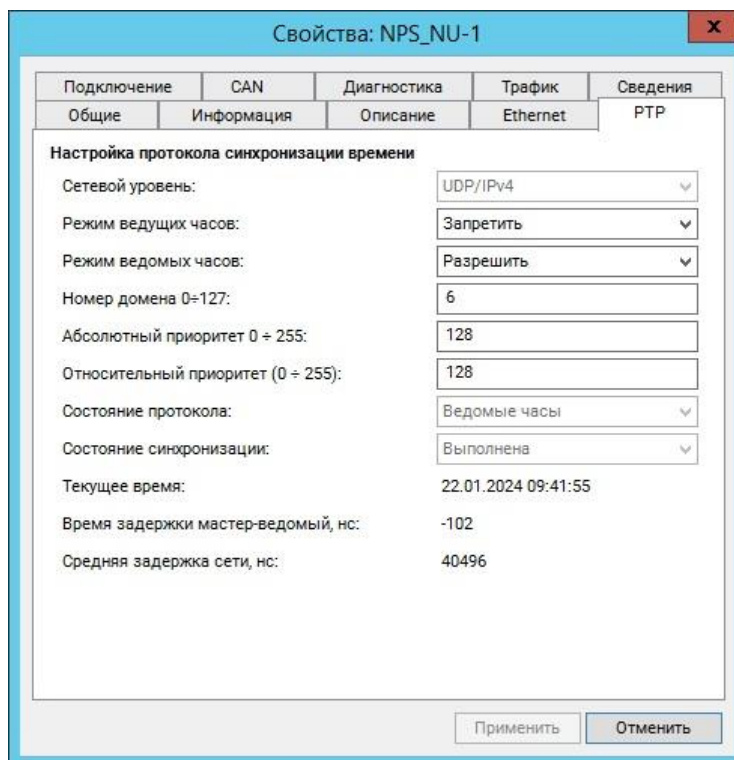 Свойства: NPS_NU-1
x
Подключение CAN Диагностика Трафик Сведения
Общие Информация Описание Ethernet PTP
Настройка протокола синхронизации времени
Сетевой уровень: UDP/IPv4
Режим ведущих часов: Запретить
Режим ведомых часов: Разрешить
Номер домена 0÷127: 6
Абсолютный приоритет 0 ÷ 255: 128
Относительный приоритет (0 ÷ 255): 128
Состояние протокола: Ведомые часы
Состояние синхронизации: Выполнена
Текущее время: 22.01.2024 09:41:55
Время задержки мастер-ведомый, нс: -102
Средняя задержка сети, нс: 40496
Применить Отменить